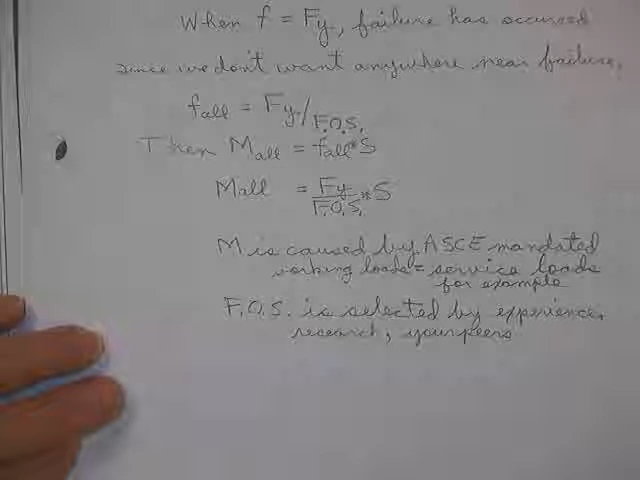 When f = Fy, failure has occurred
since we don't want anywhere near failure,
fall = Fy/F.O.S.
Then Mall = fall*S
Mall = Fy/F.O.S. * S
M is caused by ASCE mandated
working loads = service loads
for example
F.O.S. is selected by experience,
research, your peers